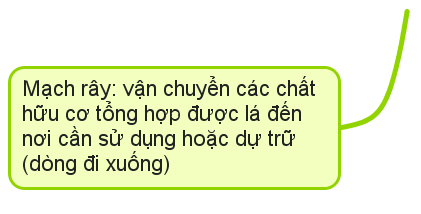 Mạch rây: vận chuyển các chất
hữu cơ tổng hợp được lá đến
nơi cần sử dụng hoặc dự trữ
(dòng đi xuống)